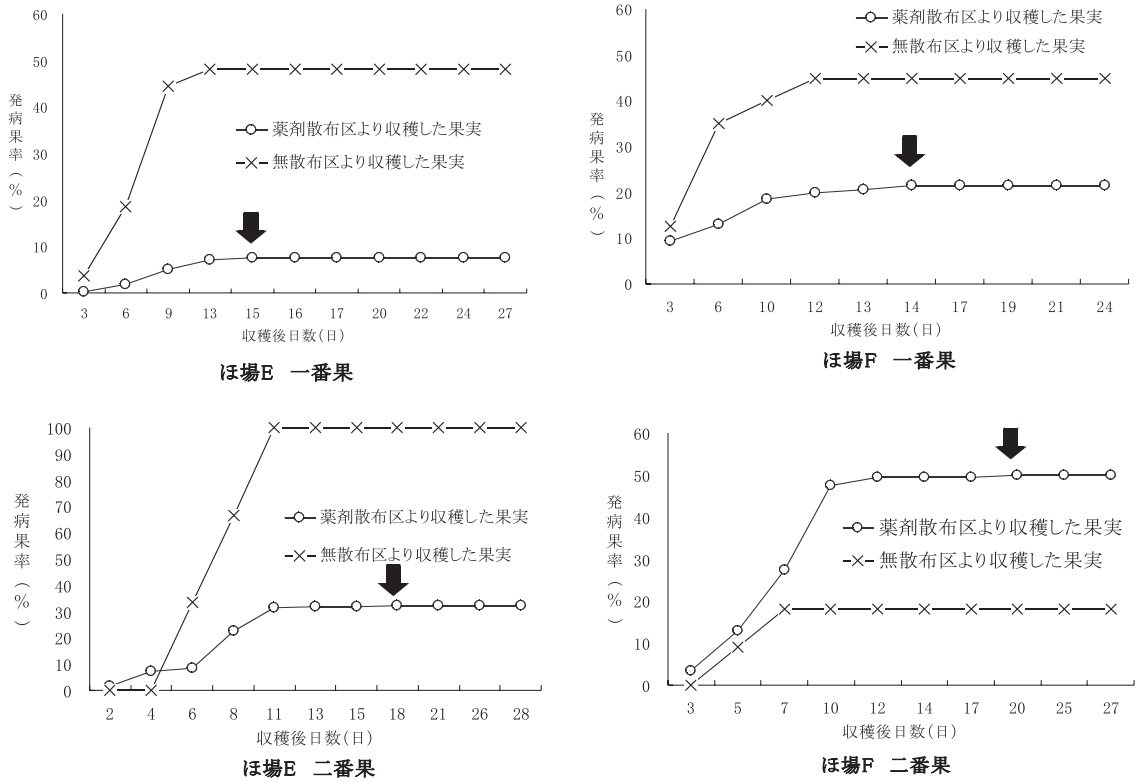 60
50
40
30
20
10
0
発病果率(%)
薬剤散布区より収穫した果実
無散布区より収穫した果実
3 6 9 13 15 16 17 20 22 24 27
収穫後日数(日)
ほ場E 一番果
60
50
40
30
20
10
0
発病果率(%)
薬剤散布区より収穫した果実
無散布区より収穫した果実
3 6 10 12 13 14 17 19 21 24
収穫後日数(日)
ほ場F 一番果
100
90
80
70
60
50
40
30
20
10
0
発病果率(%)
薬剤散布区より収穫した果実
無散布区より収穫した果実
2 4 6 8 11 13 15 18 21 26 28
収穫後日数(日)
ほ場E 二番果
60
50
40
30
20
10
0
発病果率(%)
薬剤散布区より収穫した果実
無散布区より収穫した果実
3 5 7 10 12 14 17 20 25 27
収穫後日数(日)
ほ場F 二番果